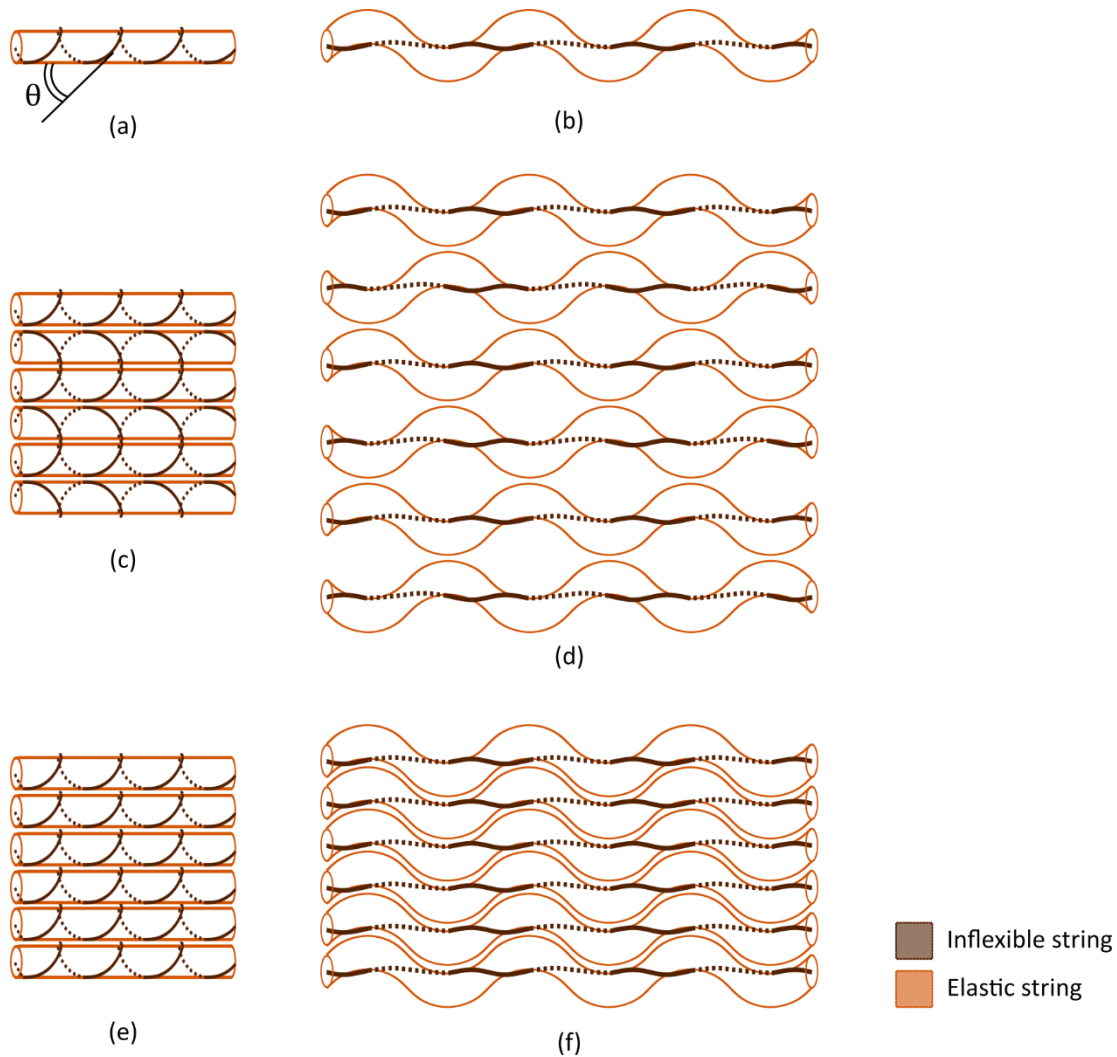 θ
(a)
(b)
(c)
(d)
(e)
(f)
Inflexible string
Elastic string